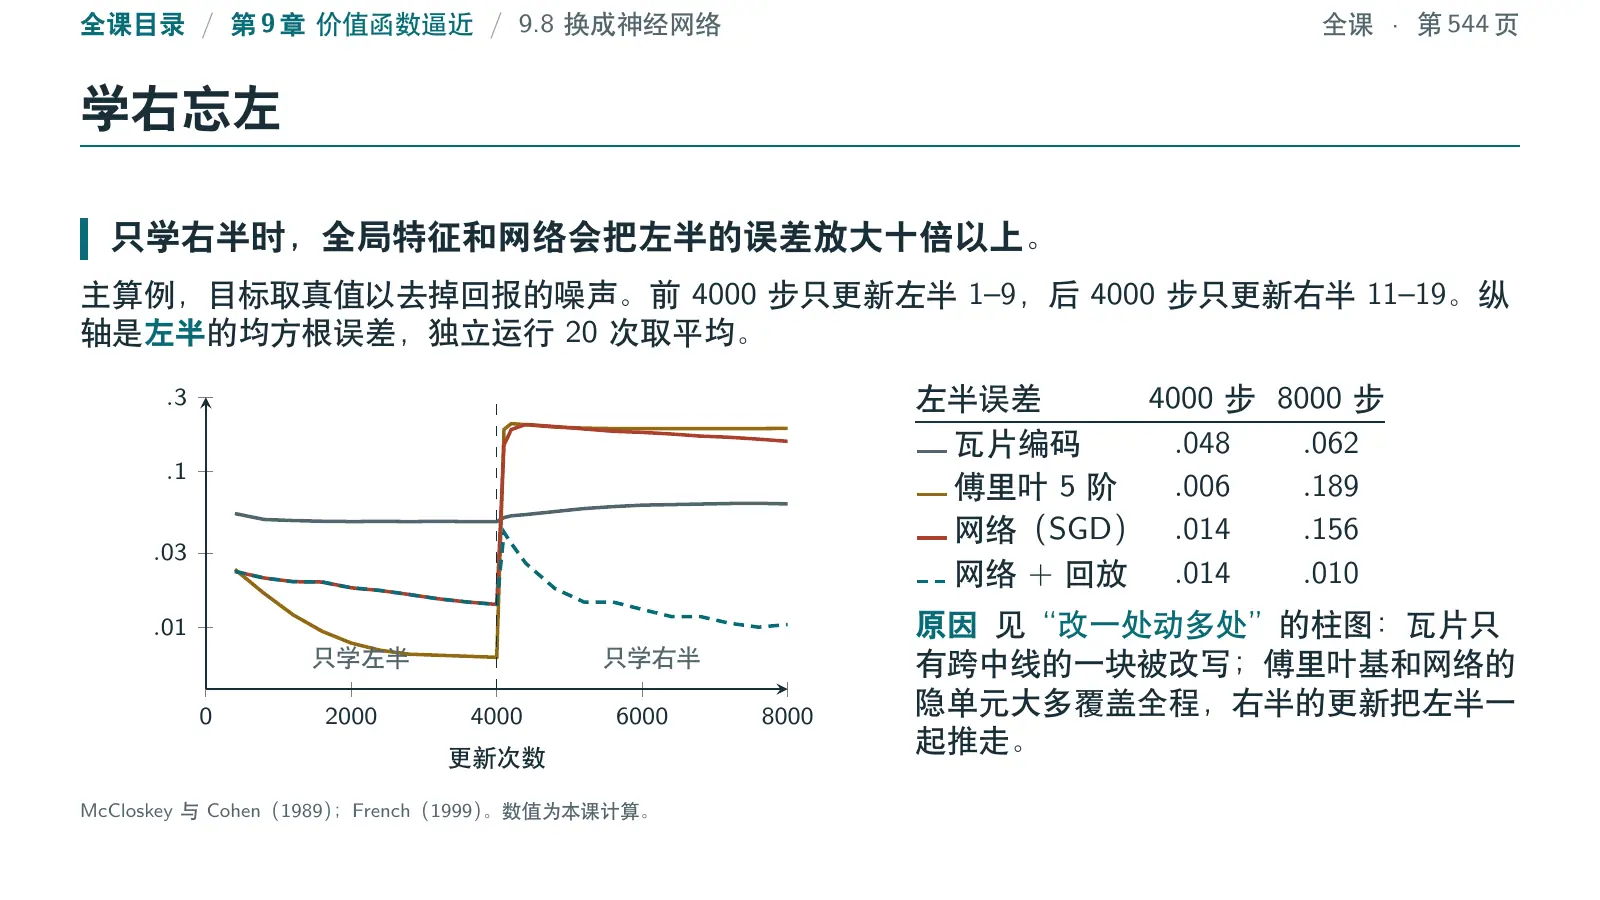 全课目录 / 第 9 章 价值函数逼近 / 9.8 换成神经网络
全课 · 第 544 页
学右忘左
只学右半时，全局特征和网络会把左半的误差放大十倍以上。
主算例，目标取真值以去掉回报的噪声。前 4000 步只更新左半 1–9，后 4000 步只更新右半 11–19。纵
轴是左半的均方根误差，独立运行 20 次取平均。
.3
.1
.03
.01
只学左半
只学右半
0 2000 4000 6000 8000
更新次数
左半误差 4000 步 8000 步
瓦片编码 .048 .062
傅里叶 5 阶 .006 .189
网络（SGD） .014 .156
网络 + 回放 .014 .010
原因 见“改一处动多处”的柱图：瓦片只
有跨中线的一块被改写；傅里叶基和网络的
隐单元大多覆盖全程，右半的更新把左半一
起推走。
McCloskey 与 Cohen（1989）；French（1999）。数值为本课计算。